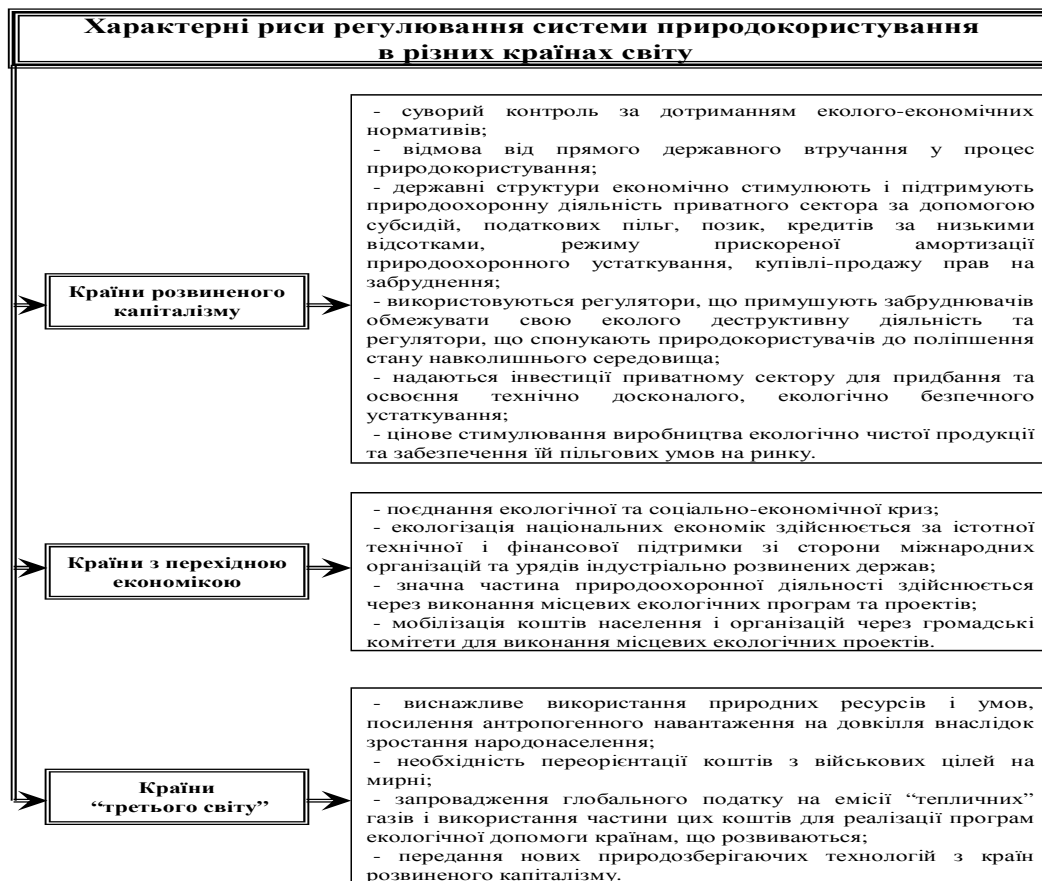 Характерні риси регулювання системи природокористування
в різних країнах світу
Країни розвиненого
капіталізму
- суворий контроль за дотриманням еколого-економічних
нормативів;
- відмова від прямого державного втручання у процес
природокористування;
- державні структури економічно стимулюють і підтримують
природоохоронну діяльність приватного сектора за допомогою
субсидій, податкових пільг, позик, кредитів за низькими
відсотками, режиму прискореної амортизації
природоохоронного устаткування, купівлі-продажу прав на
забруднення;
- використовуються регулятори, що примушують забруднювачів
обмежувати свою еколого деструктивну діяльність та
регулятори, що спонукають природокористувачів до поліпшення
стану навколишнього середовища;
- надаються інвестиції приватному сектору для придбання та
освоєння технічно досконалого, екологічно безпечного
устаткування;
- цінове стимулювання виробництва екологічно чистої продукції
та забезпечення їй пільгових умов на ринку.
Країни з перехідною
економікою
- поєднання екологічної та соціально-економічної криз;
- екологізація національних економік здійснюється за істотної
технічної і фінансової підтримки зі сторони міжнародних
організацій та урядів індустріально розвинених держав;
- значна частина природоохоронної діяльності здійснюється
через виконання місцевих екологічних програм та проектів;
- мобілізація коштів населення і організацій через громадські
комітети для виконання місцевих екологічних проектів.
Країни
“третього світу”
- виснажливе використання природних ресурсів і умов,
посилення антропогенного навантаження на довкілля внаслідок
зростання народонаселення;
- необхідність переорієнтації коштів з військових цілей на
мирні;
- запровадження глобального податку на емісії “тепличних”
газів і використання частини цих коштів для реалізації програм
екологічної допомоги країнам, що розвиваються;
- передання нових природозберігаючих технологій з країн
розвиненого капіталізму.